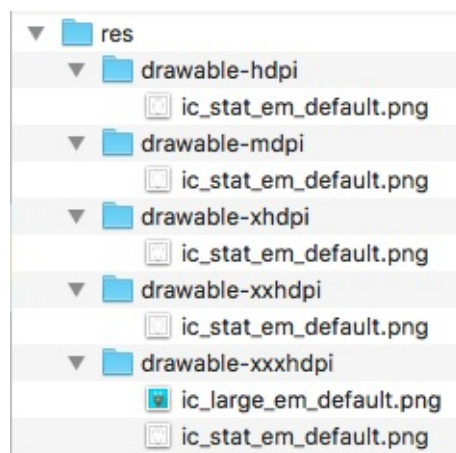 res
drawable-hdpi
ic_stat_em_default.png
drawable-mdpi
ic_stat_em_default.png
drawable-xhdpi
ic_stat_em_default.png
drawable-xxhdpi
ic_stat_em_default.png
drawable-xxxhdpi
ic_large_em_default.png
ic_stat_em_default.png